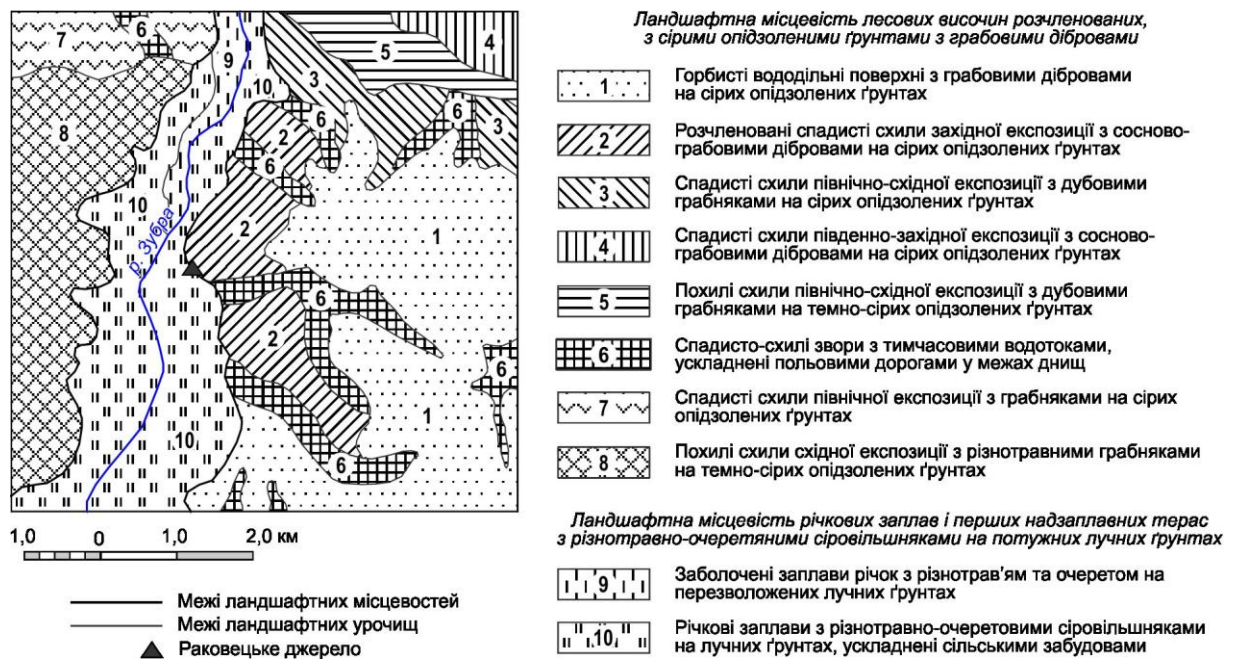 7
6
9
3
5
4
10
6
3
8
2
6
10
р. Зубра
2
1
6
2
6
10
1
6
1,0
0
1,0
2,0 км
Межі ландшафтних місцевостей
Межі ландшафтних урочищ
Раковецьке джерело
Ландшафтна місцевість лесових височин розчленованих,
з сірими опідзоленими ґрунтами з грабовими дібровами
1
Горбисті вододільні поверхні з грабовими дібровами
на сірих опідзолених ґрунтах
2
Розчленовані спадисті схили західної експозиції з сосново-
грабовими дібровами на сірих опідзолених ґрунтах
3
Спадисті схили північно-східної експозиції з дубовими
грабняками на сірих опідзолених ґрунтах
4
Спадисті схили південно-західної експозиції з сосново-
грабовими дібровами на сірих опідзолених ґрунтах
5
Похилі схили північно-східної експозиції з дубовими
грабняками на темно-сірих опідзолених ґрунтах
6
Спадисто-схилі звори з тимчасовими водотоками,
ускладнені польовими дорогами у межах днищ
7
Спадисті схили північної експозиції з грабняками на сірих
опідзолених ґрунтах
8
Похилі схили східної експозиції з різнотравними грабняками
на темно-сірих опідзолених ґрунтах
Ландшафтна місцевість річкових заплав і перших надзаплавних терас
з різнотравно-очеретяними сіровільшняками на потужних лучних ґрунтах
9
Заболочені заплави річок з різнотрав'ям та очеретом на
перезволожених лучних ґрунтах
10
Річкові заплави з різнотравно-очеретовими сіровільшняками
на лучних ґрунтах, ускладнені сільськими забудовами